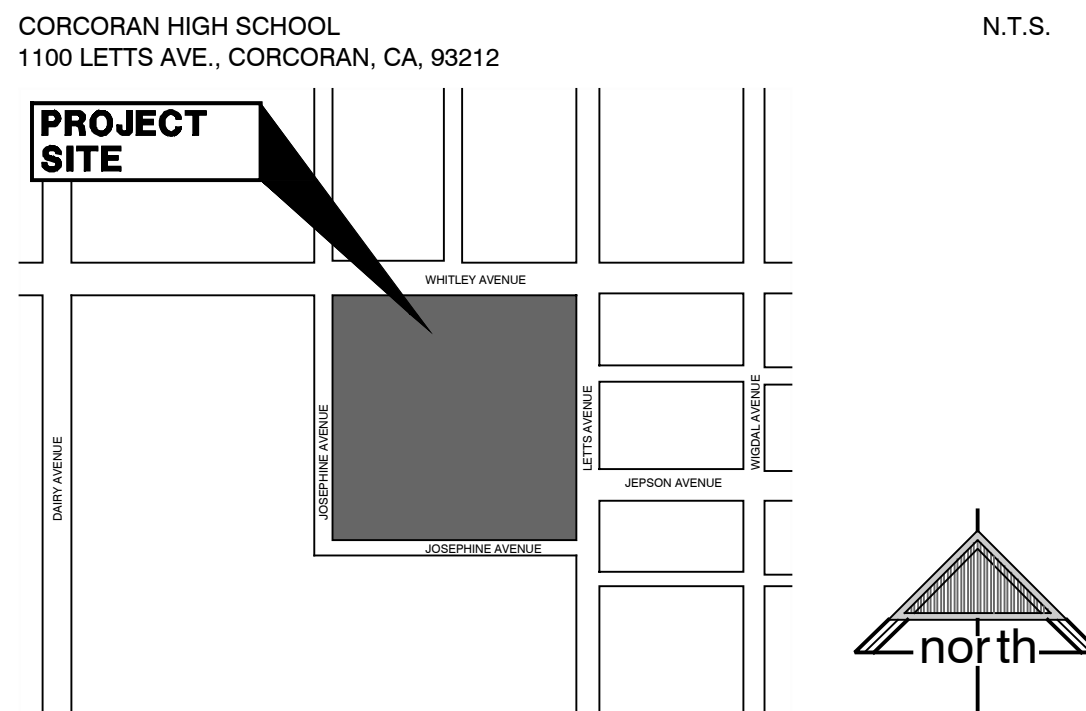 CORCORAN HIGH SCHOOL
N.T.S.
1100 LETTS AVE., CORCORAN, CA, 93212
PROJECT
SITE
WHITLEY AVENUE
DAIRY AVENUE
JOSEPHINE AVENUE
LETTS AVENUE
WIGDAL AVENUE
JEPSON AVENUE
JOSEPHINE AVENUE
north